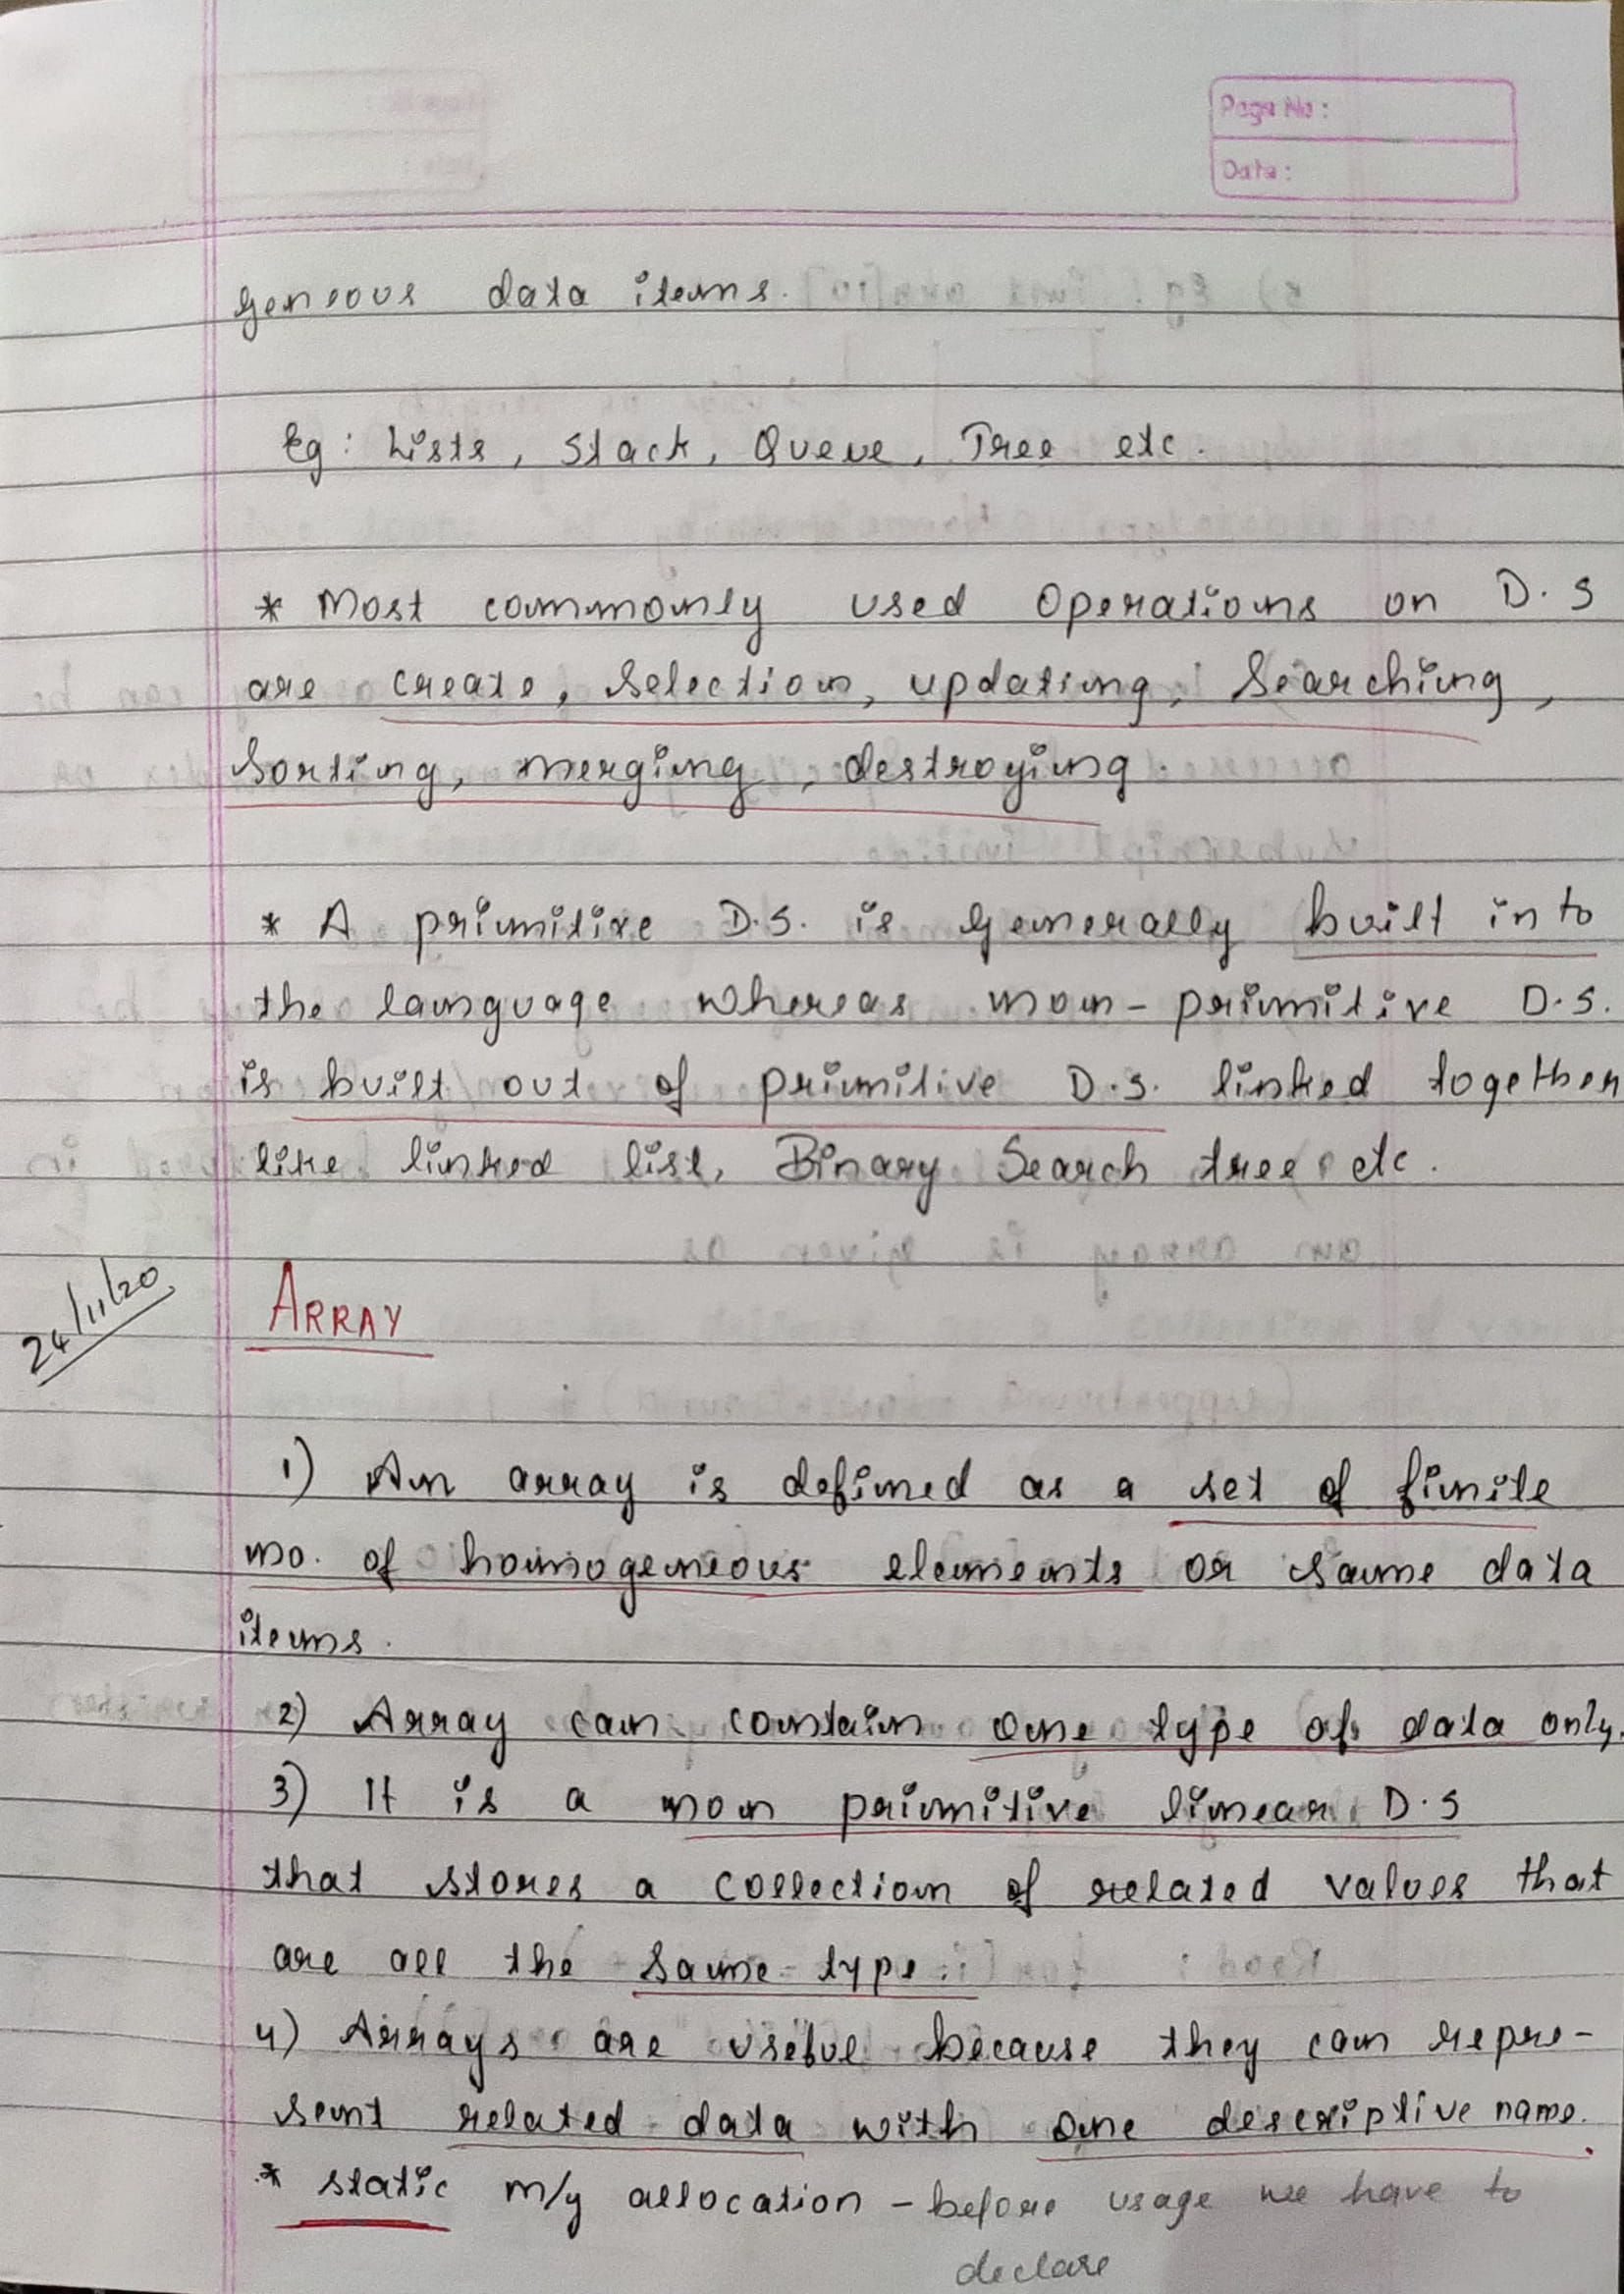 Page No:
Date:
geneous data items.
Eg: Lists, Stack, Queue, Tree etc.
* Most commonly used operations on D.S
are create, selection, updating, Searching,
Sorting, merging, destroying.
* A primitive D.S. is generally built into
the language whereas non-primitive D.S.
is built out of primitive D.S. linked together
like linked list, Binary Search tree etc.
24/11/20
ARRAY
1) An array is defined as a set of finite
no. of homogeneous elements or same data
items.
2) Array can contain one type of data only.
3) It is a non primitive linear D.S
that stores a collection of related values that
are all the same type.
4) Arrays are useful because they can repre-
sent related data with one descriptive name.
* static m/y allocation - before usage we have to
declare